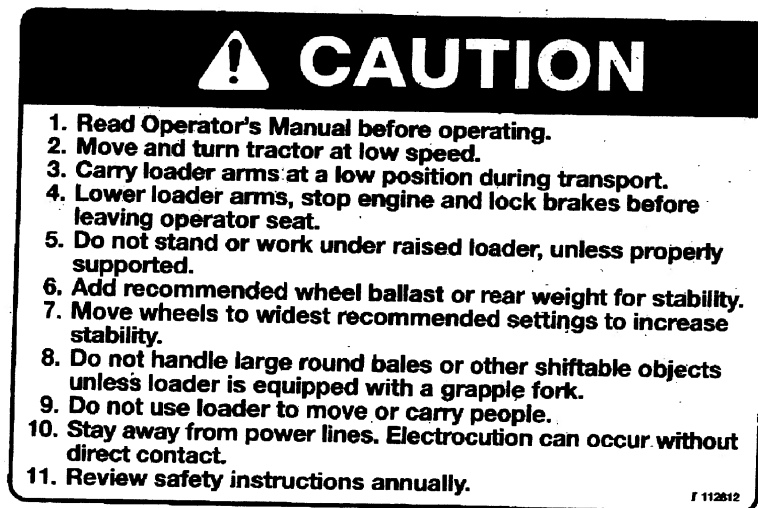 CAUTION
1. Read Operator's Manual before operating.
2. Move and turn tractor at low speed.
3. Carry loader arms at a low position during transport.
4. Lower loader arms, stop engine and lock brakes before
leaving operator seat.
5. Do not stand or work under raised loader, unless properly
supported.
6. Add recommended wheel ballast or rear weight for stability.
7. Move wheels to widest recommended settings to increase
stability.
8. Do not handle large round bales or other shiftable objects
unless loader is equipped with a grapple fork.
9. Do not use loader to move or carry people.
10. Stay away from power lines. Electrocution can occur without
direct contact.
11. Review safety instructions annually.
112812